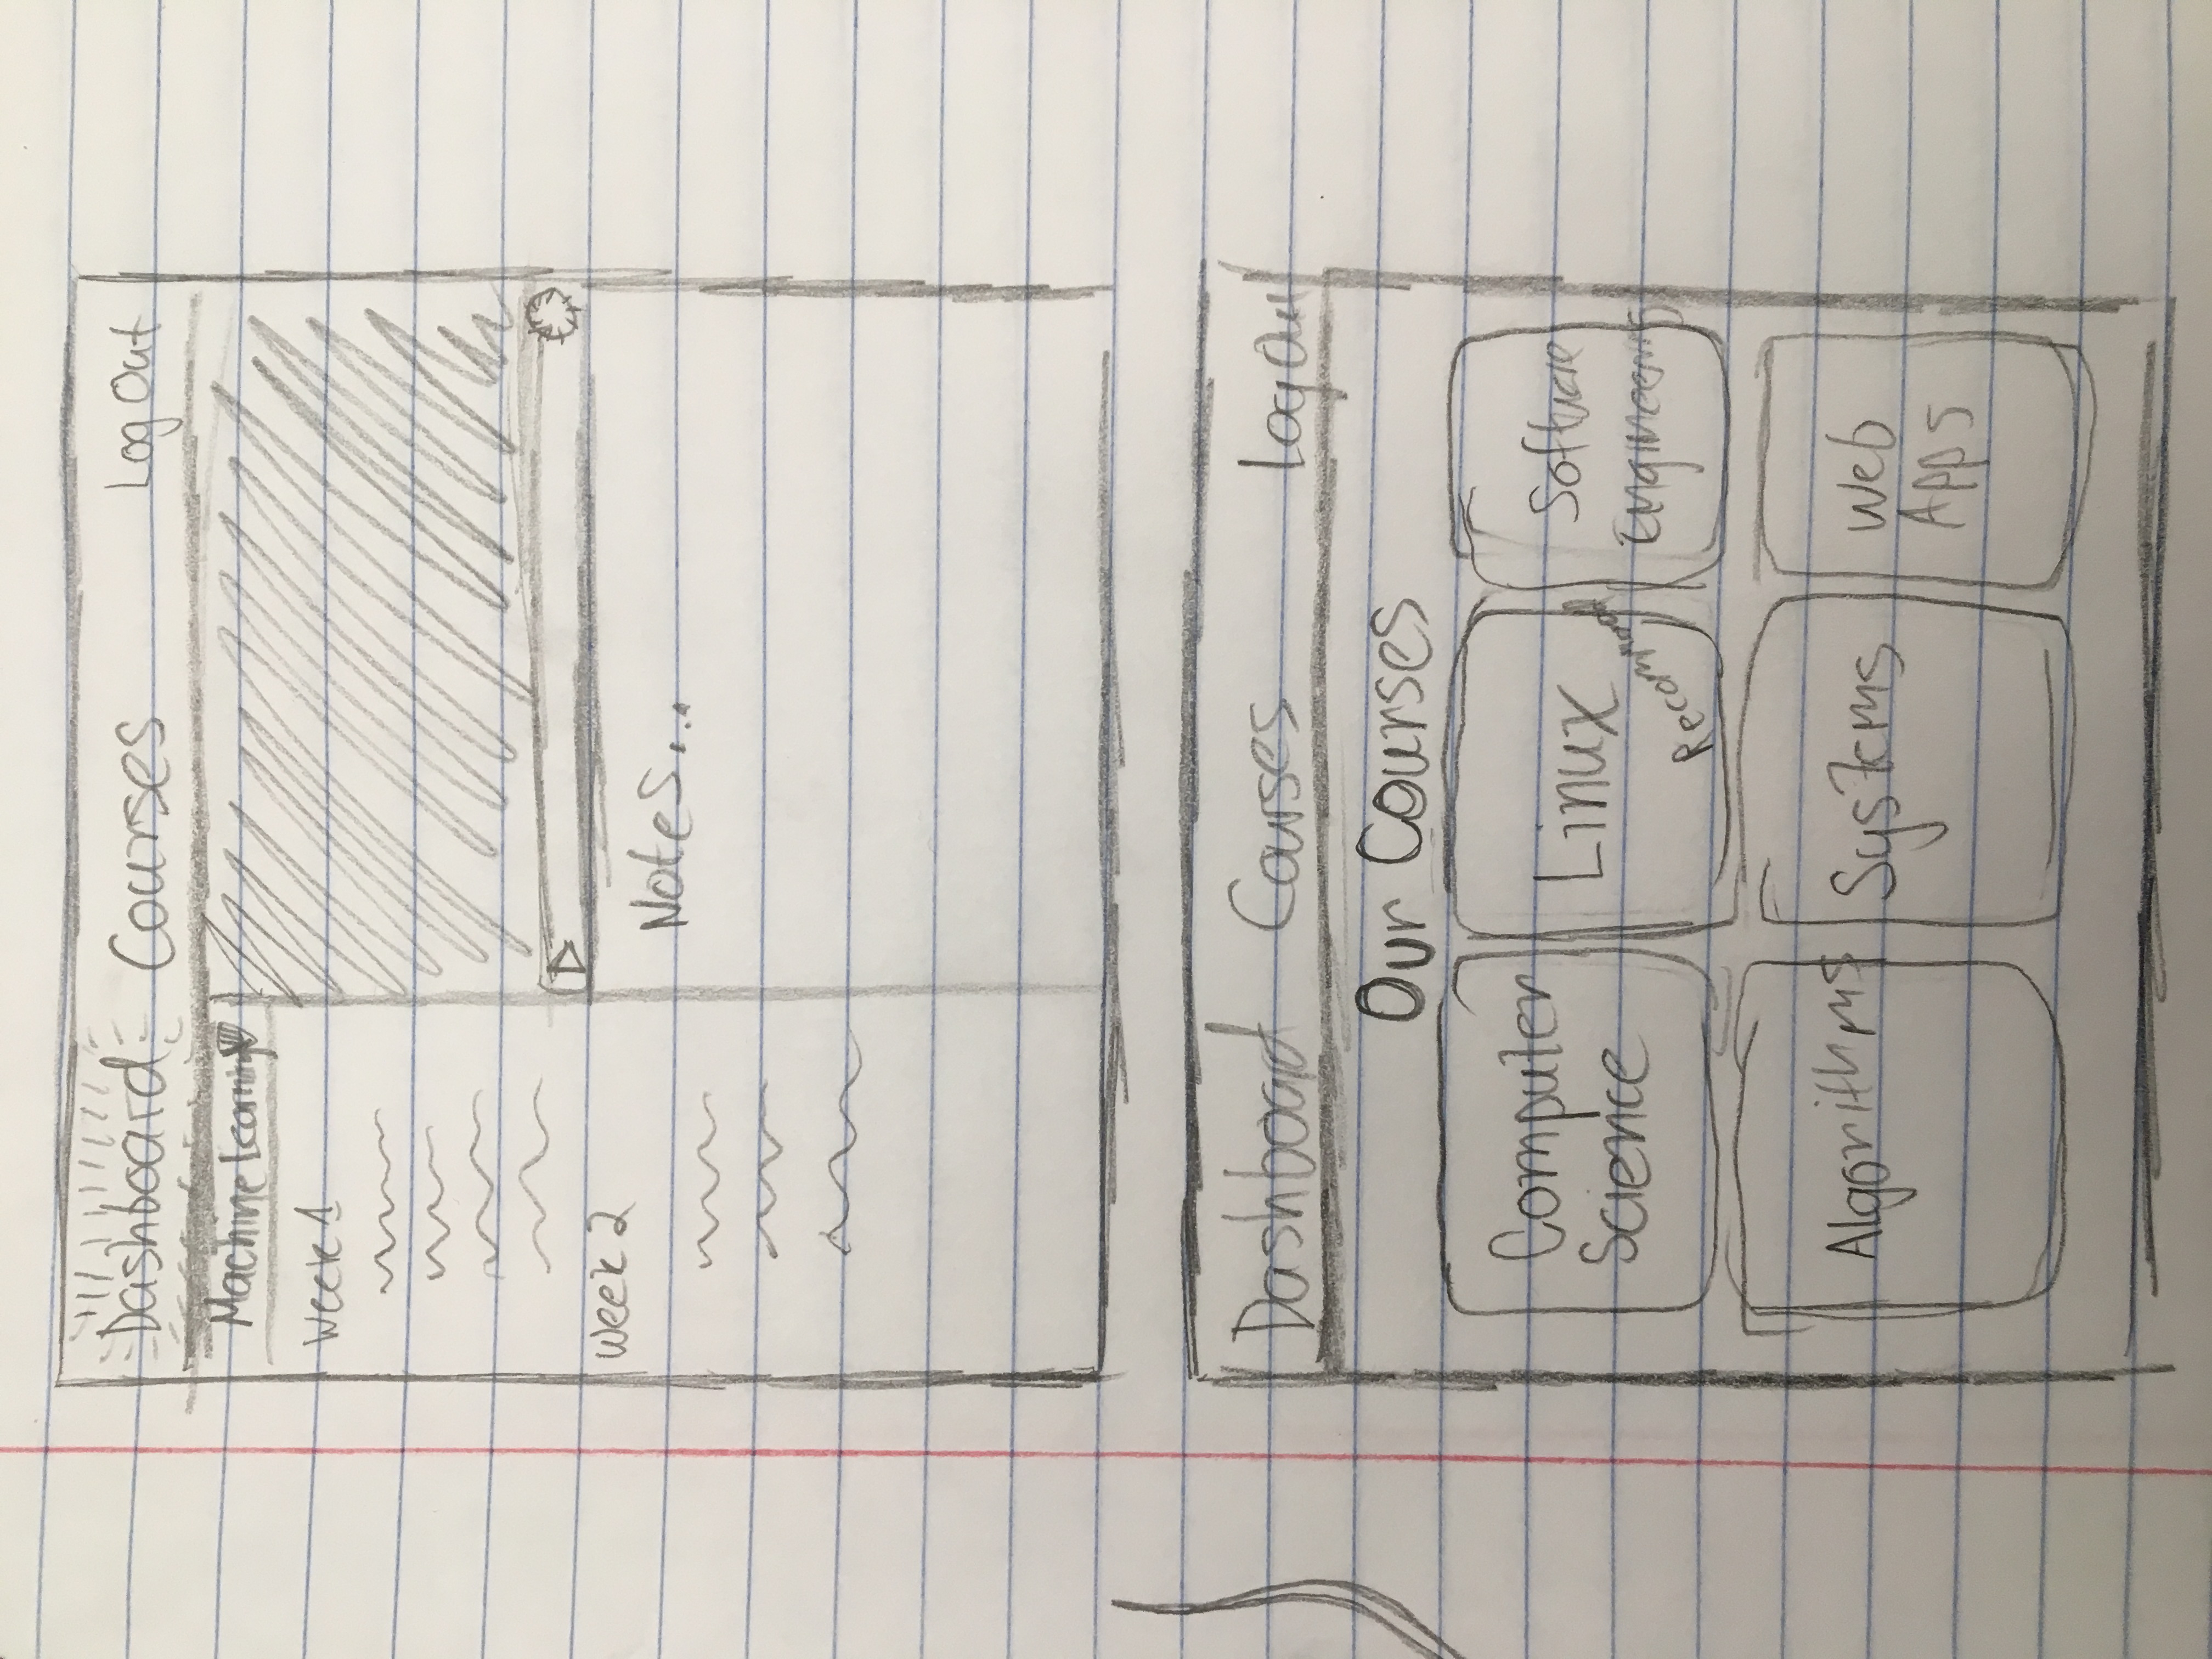 Dashboard Courses Log Out
Machine Learning
Week 1
Week 2
Notes...
Dashboard Courses Log Out
Our Courses
Computer
Science
Linux
Software
Engineering
Algorithms
Systems
Web
Apps